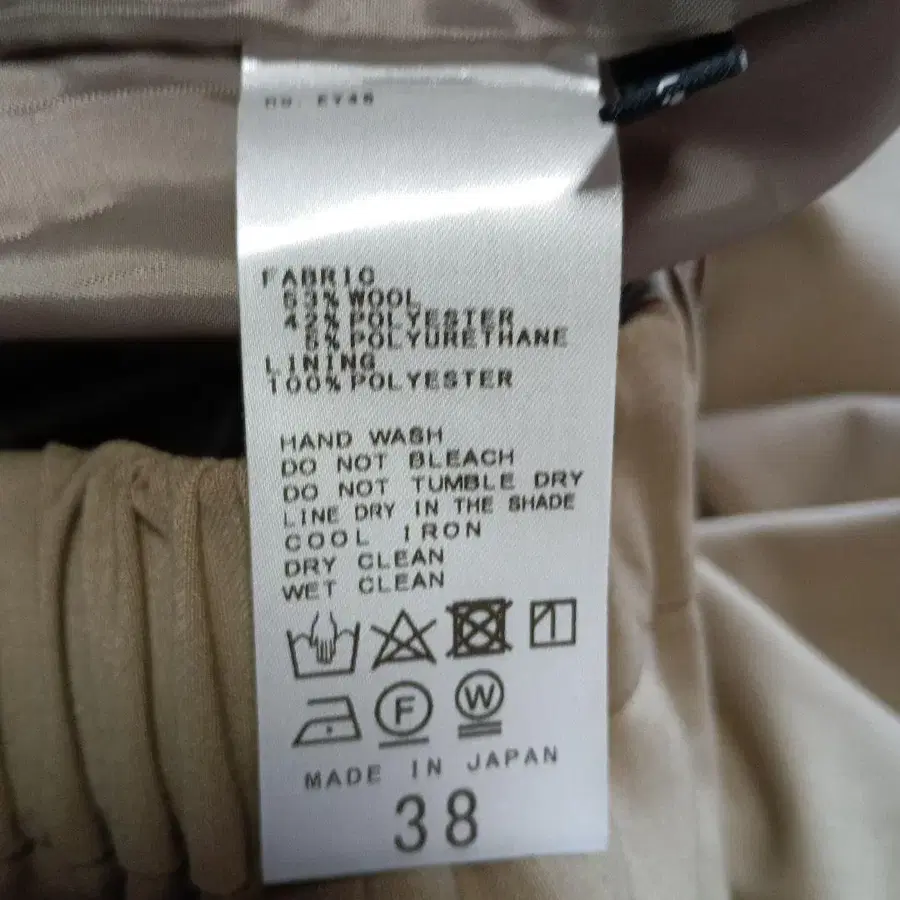 FABRIC
53% WOOL
42% POLYESTER
5% POLYURETHANE
LINING
100% POLYESTER
HAND WASH
DO NOT BLEACH
DO NOT TUMBLE DRY
LINE DRY IN THE SHADE
COOL IRON
DRY CLEAN
WET CLEAN
F
W
MADE IN JAPAN
38